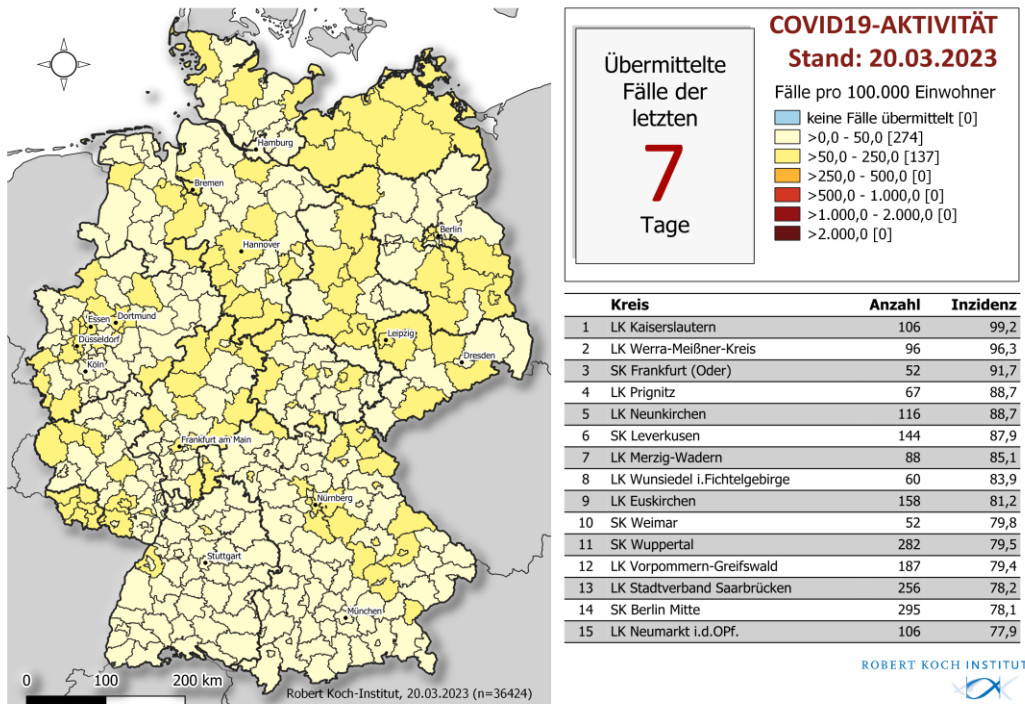 Hamburg
Bremen
Berlin
Hannover
Essen
Dortmund
Düsseldorf
Leipzig
Köln
Dresden
Frankfurt am Main
Nürnberg
Stuttgart
München
0 100 200 km
Robert Koch-Institut, 20.03.2023 (n=36424)
Übermittelte
Fälle der
letzten
7
Tage
COVID19-AKTIVITÄT
Stand: 20.03.2023
Fälle pro 100.000 Einwohner
keine Fälle übermittelt [0]
>0,0 - 50,0 [274]
>50,0 - 250,0 [137]
>250,0 - 500,0 [0]
>500,0 - 1.000,0 [0]
>1.000,0 - 2.000,0 [0]
>2.000,0 [0]
Kreis Anzahl Inzidenz
1 LK Kaiserslautern 106 99,2
2 LK Werra-Meißner-Kreis 96 96,3
3 SK Frankfurt (Oder) 52 91,7
4 LK Prignitz 67 88,7
5 LK Neunkirchen 116 88,7
6 SK Leverkusen 144 87,9
7 LK Merzig-Wadern 88 85,1
8 LK Wunsiedel i.Fichtelgebirge 60 83,9
9 LK Euskirchen 158 81,2
10 SK Weimar 52 79,8
11 SK Wuppertal 282 79,5
12 LK Vorpommern-Greifswald 187 79,4
13 LK Stadtverband Saarbrücken 256 78,2
14 SK Berlin Mitte 295 78,1
15 LK Neumarkt i.d.OPf. 106 77,9
ROBERT KOCH INSTITUT